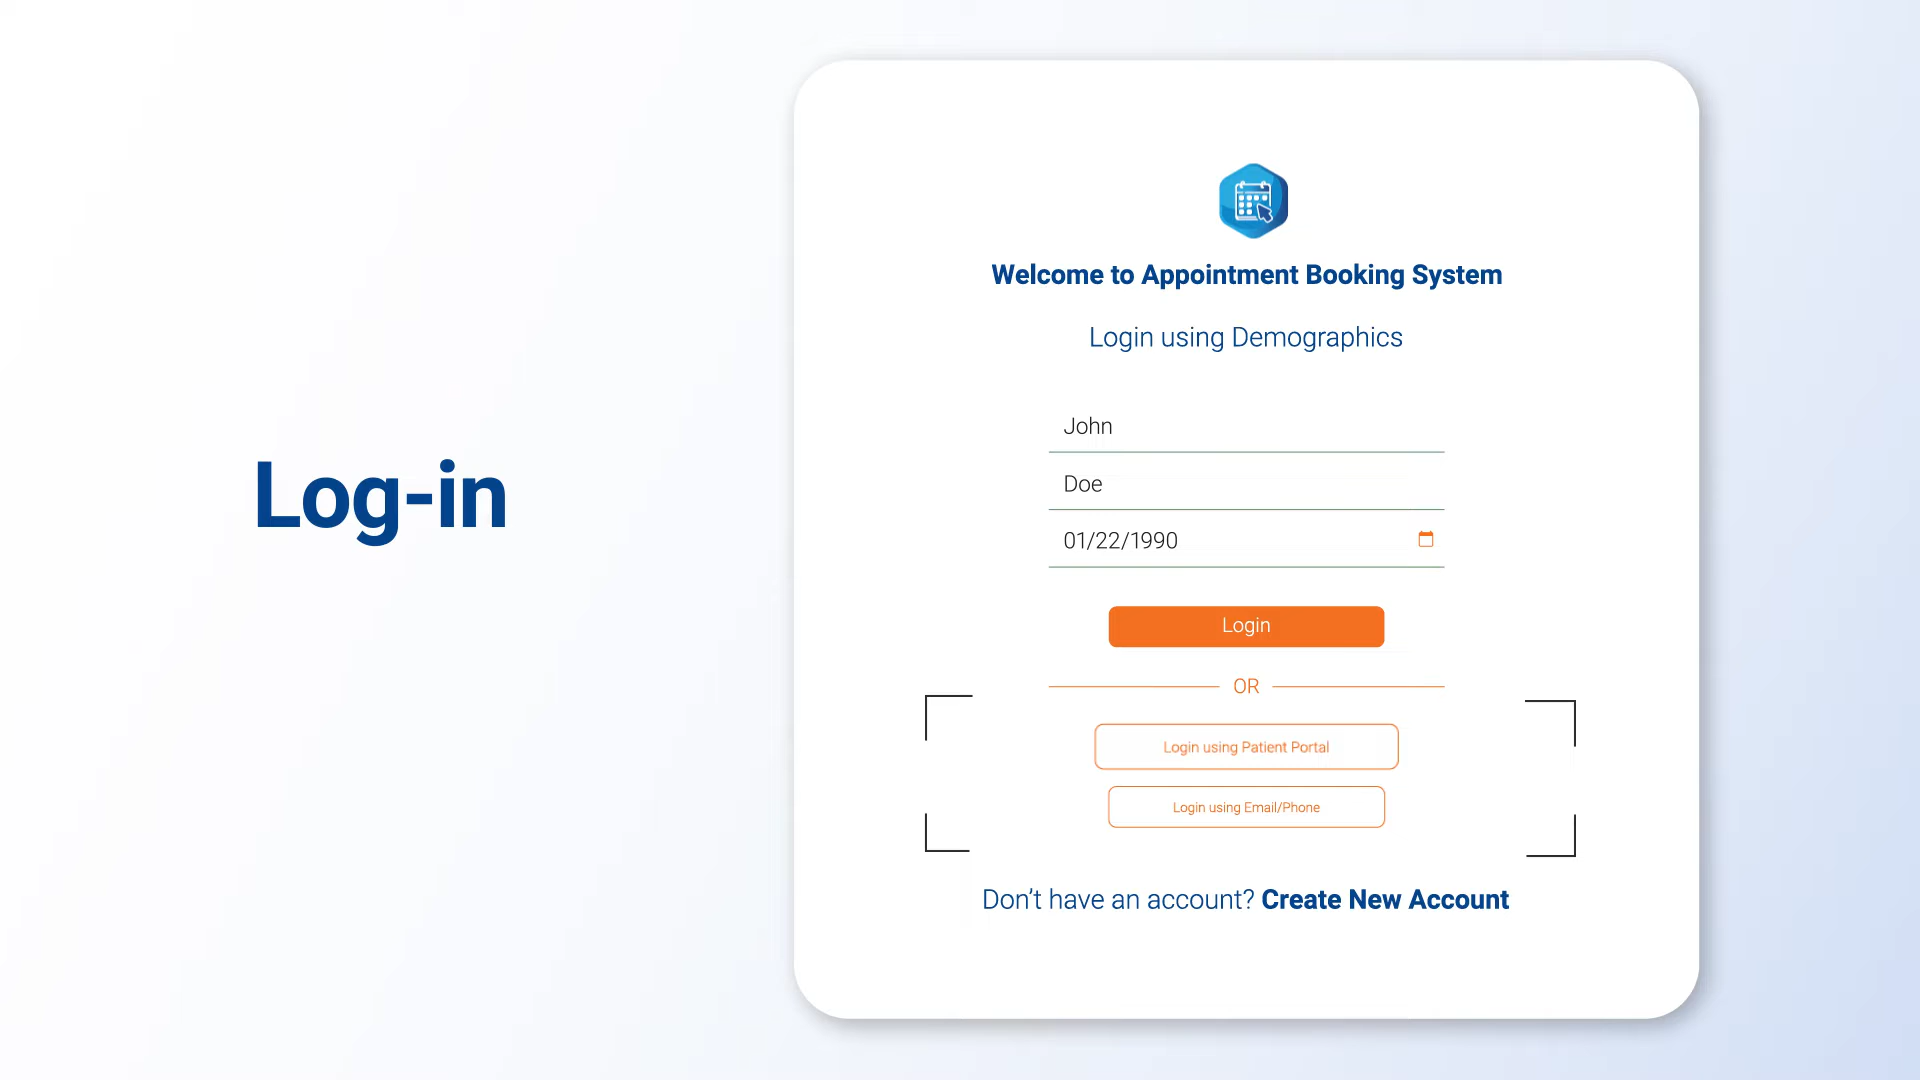 Log-in
Welcome to Appointment Booking System
Login using Demographics
John
Doe
01/22/1990
Login
OR
Login using Patient Portal
Login using Email/Phone
Don’t have an account? Create New Account